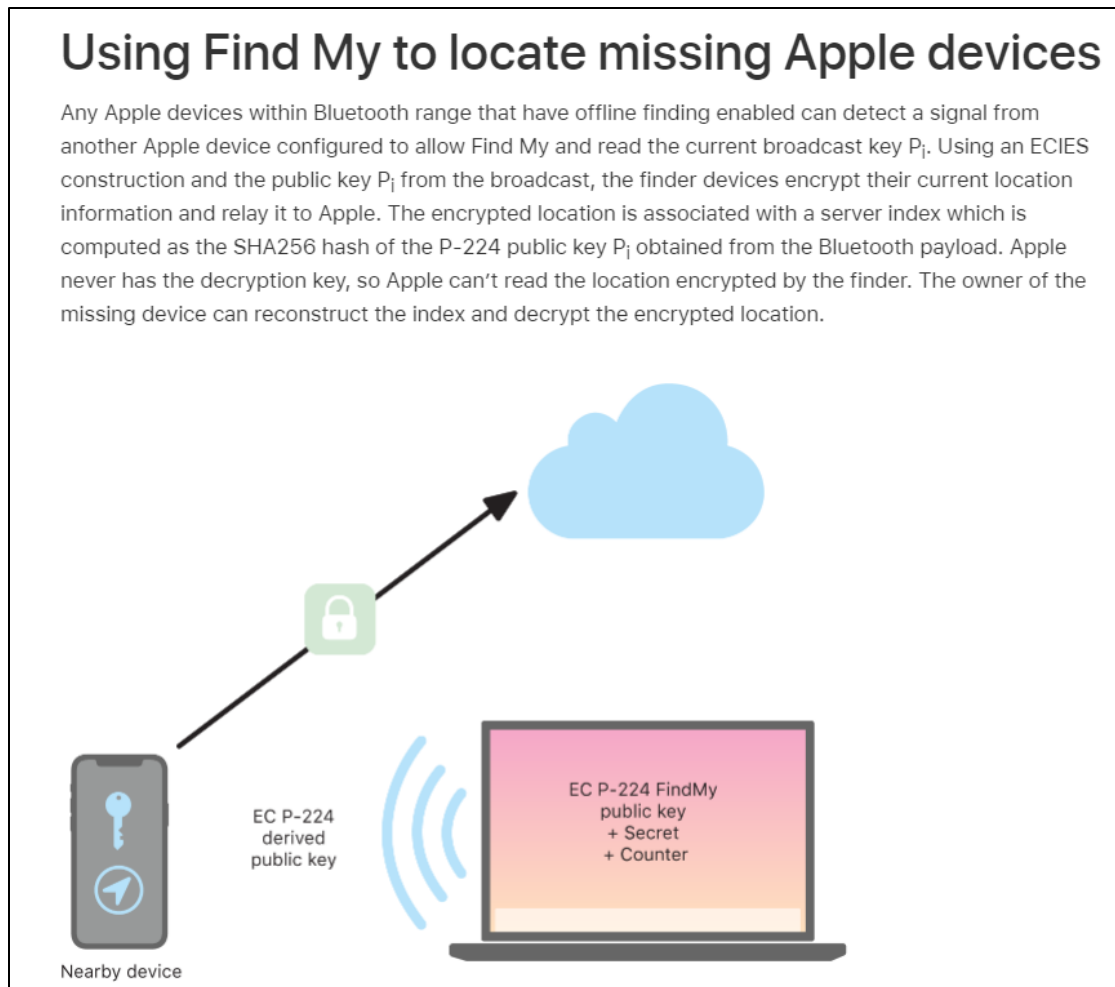 Using Find My to locate missing Apple devices
Any Apple devices within Bluetooth range that have offline finding enabled can detect a signal from
another Apple device configured to allow Find My and read the current broadcast key Pi. Using an ECIES
construction and the public key Pi from the broadcast, the finder devices encrypt their current location
information and relay it to Apple. The encrypted location is associated with a server index which is
computed as the SHA256 hash of the P-224 public key Pi obtained from the Bluetooth payload. Apple
never has the decryption key, so Apple can’t read the location encrypted by the finder. The owner of the
missing device can reconstruct the index and decrypt the encrypted location.
EC P-224
derived
public key
EC P-224 FindMy
public key
+ Secret
+ Counter
Nearby device